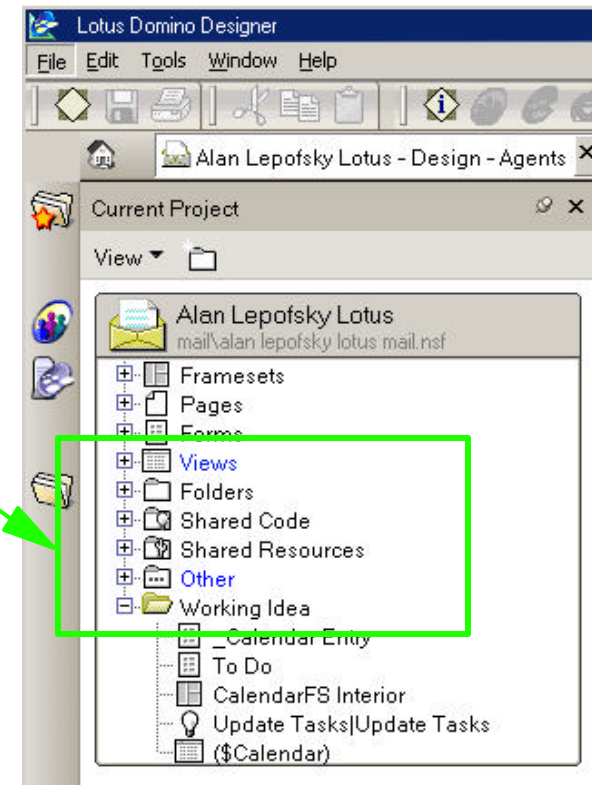 Lotus Domino Designer
File Edit Tools Window Help
Alan Lepofsky Lotus - Design - Agents
Current Project
View
Alan Lepofsky Lotus
mail\alan lepofsky lotus mail.nsf
Framesets
Pages
Forms
Views
Folders
Shared Code
Shared Resources
Other
Working Idea
_Calendar Entry
To Do
CalendarFS Interior
Update Tasks|Update Tasks
($Calendar)